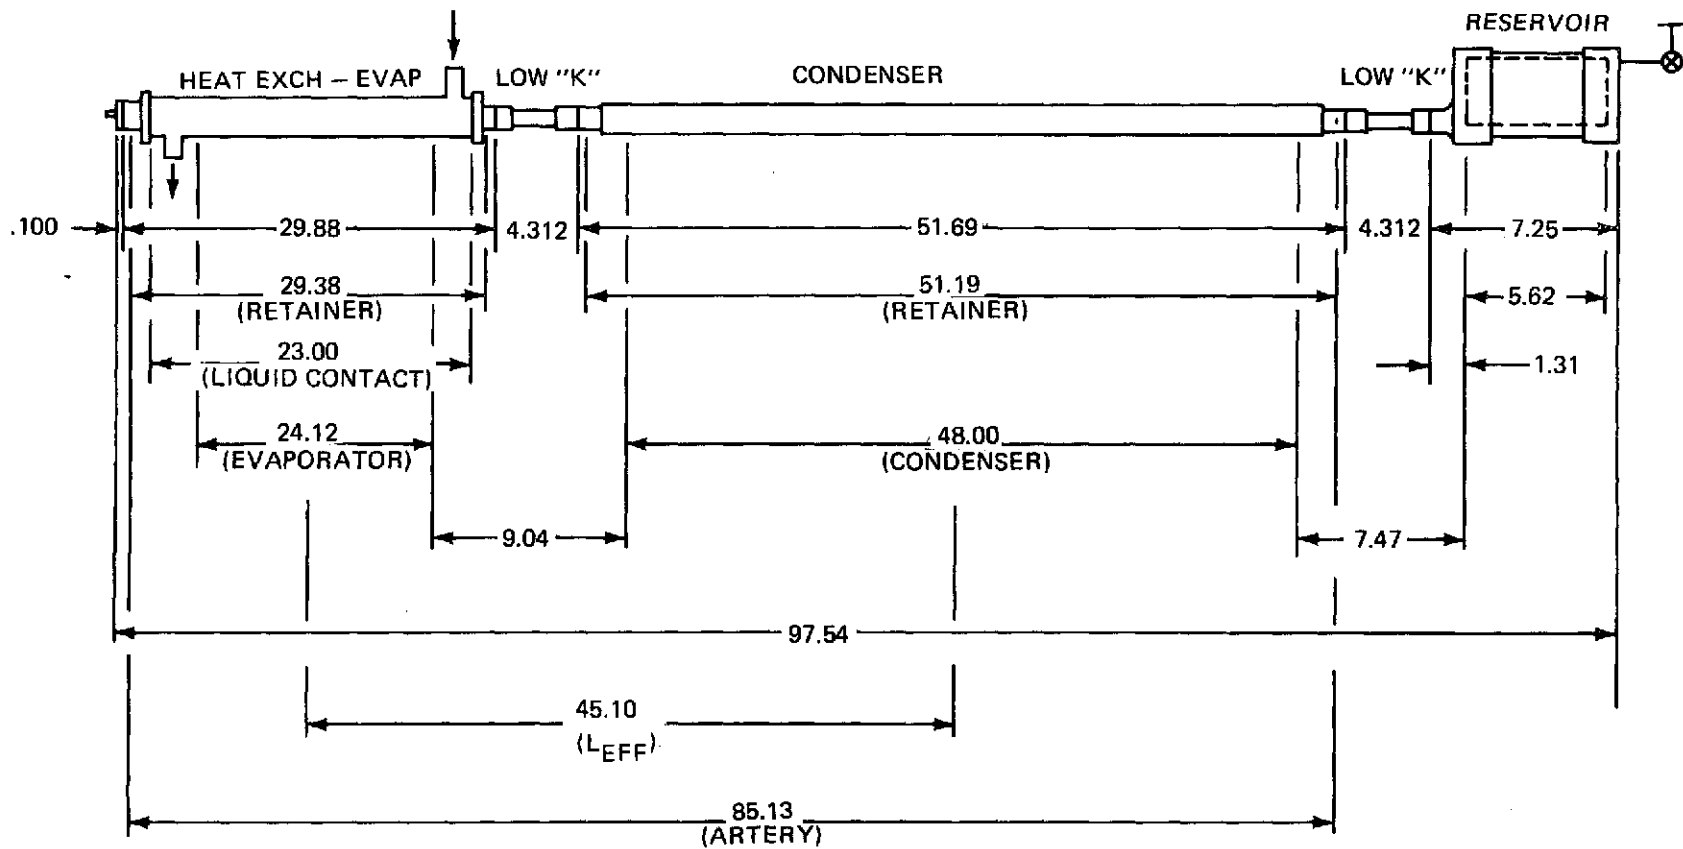 RESERVOIR
HEAT EXCH – EVAP
LOW "K"
CONDENSER
LOW "K"
.100
29.88
4.312
51.69
4.312
7.25
29.38
(RETAINER)
51.19
(RETAINER)
5.62
23.00
(LIQUID CONTACT)
1.31
24.12
(EVAPORATOR)
48.00
(CONDENSER)
9.04
7.47
97.54
45.10
(LEFF)
85.13
(ARTERY)